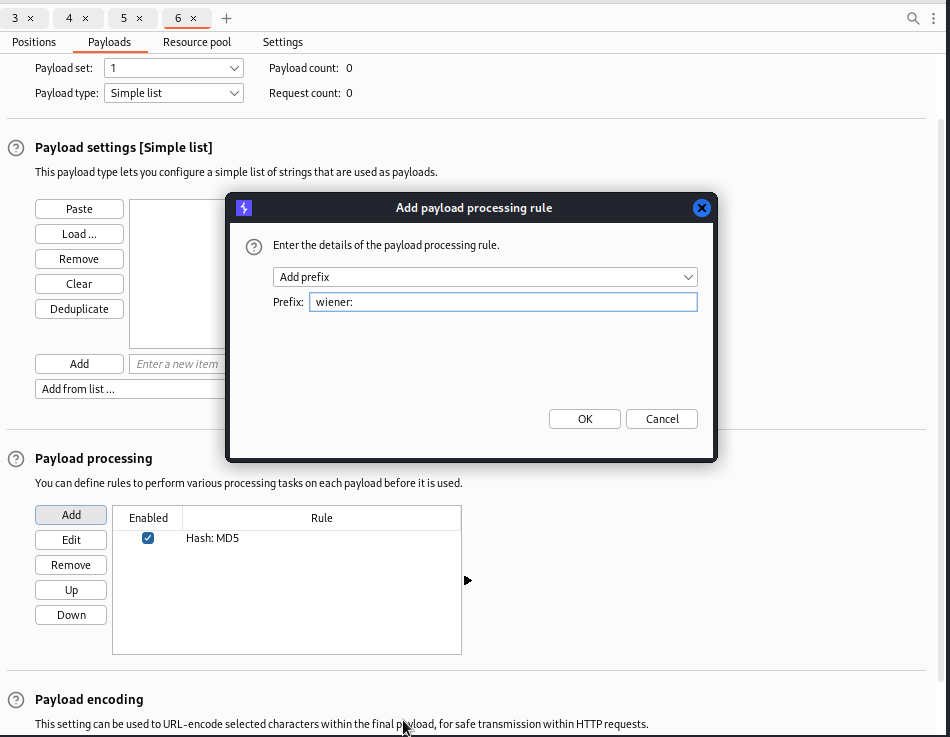 3 × 4 × 5 × 6 × +
Positions Payloads Resource pool Settings
Payload set: 1 Payload count: 0
Payload type: Simple list Request count: 0
? Payload settings [Simple list]
This payload type lets you configure a simple list of strings that are used as payloads.
Paste
Load ...
Remove
Clear
Deduplicate
Add Enter a new item
Add from list ...
Add payload processing rule
? Enter the details of the payload processing rule.
Add prefix
Prefix: wiener:
OK Cancel
? Payload processing
You can define rules to perform various processing tasks on each payload before it is used.
Add Enabled Rule
Edit Hash: MD5
Remove
Up
Down
? Payload encoding
This setting can be used to URL-encode selected characters within the final payload, for safe transmission within HTTP requests.